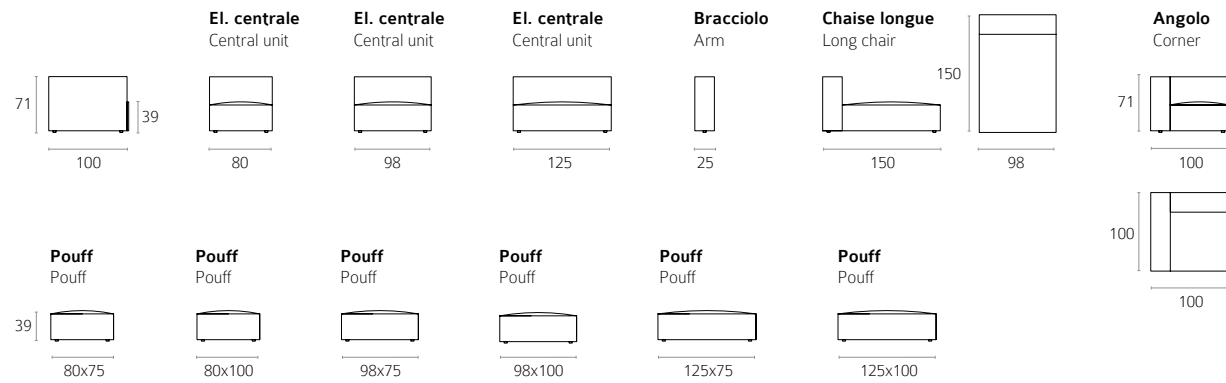 El. centrale
Central unit
El. centrale
Central unit
El. centrale
Central unit
Bracciolo
Arm
Chaise longue
Long chair
Angolo
Corner
71
39
150
71
100
80
98
125
25
150
98
100
100
100
Pouff
Pouff
Pouff
Pouff
Pouff
Pouff
Pouff
Pouff
Pouff
Pouff
Pouff
Pouff
39
80x75
80x100
98x75
98x100
125x75
125x100